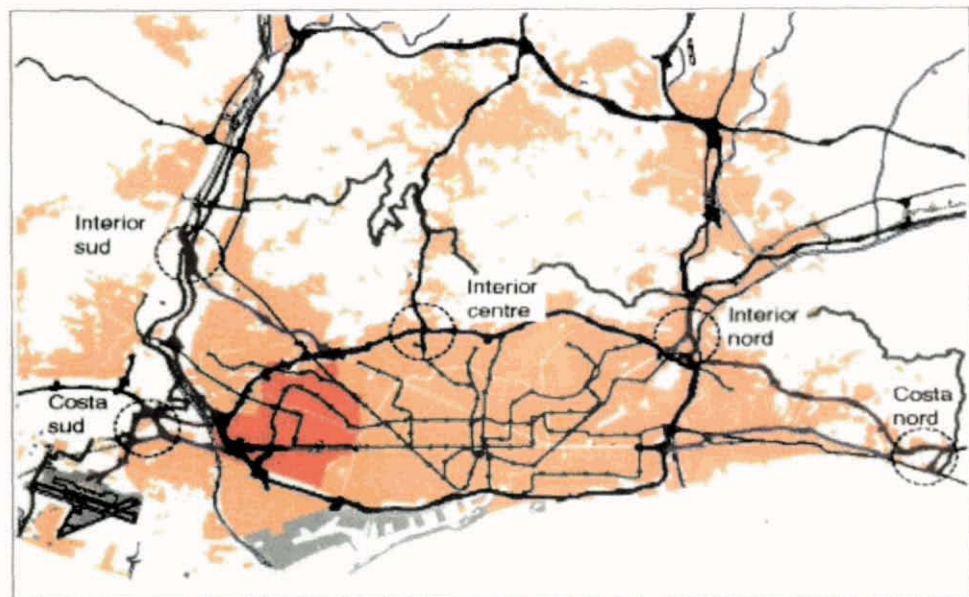 Interior
sud
Interior
centre
Interior
nord
Costa
nord
Costa
sud